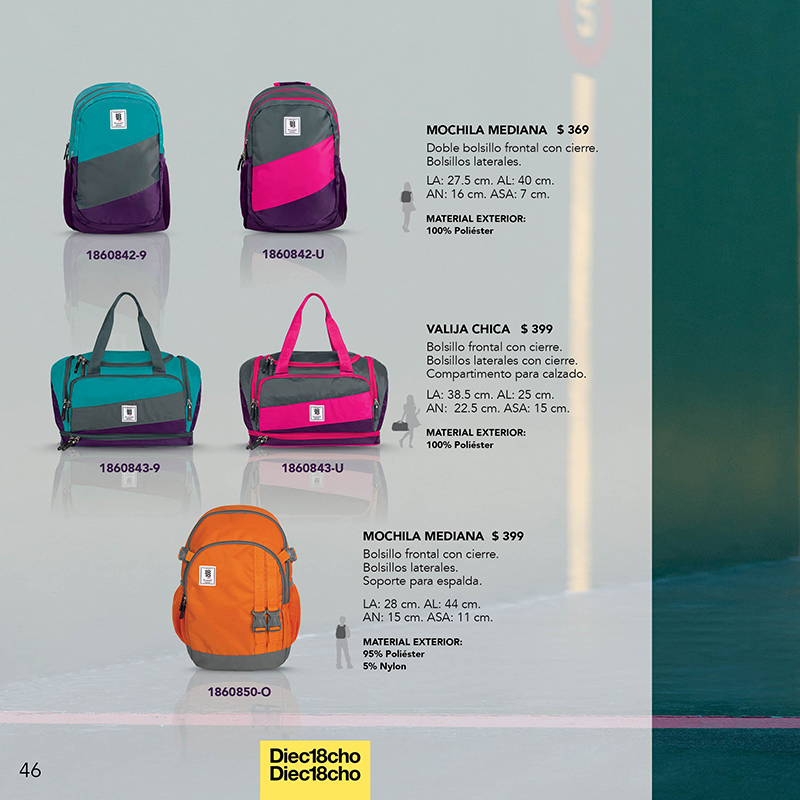 S
MOCHILA MEDIANA $ 369
Doble bolsillo frontal con cierre.
Bolsillos laterales.
LA: 27.5 cm. AL: 40 cm.
AN: 16 cm. ASA: 7 cm.
MATERIAL EXTERIOR:
100% Poliéster
1860842-9
1860842-U
VALIJA CHICA $ 399
Bolsillo frontal con cierre.
Bolsillos laterales con cierre.
Compartimento para calzado.
LA: 38.5 cm. AL: 25 cm.
AN: 22.5 cm. ASA: 15 cm.
MATERIAL EXTERIOR:
100% Poliéster
1860843-9
1860843-U
MOCHILA MEDIANA $ 399
Bolsillo frontal con cierre.
Bolsillos laterales.
Soporte para espalda.
LA: 28 cm. AL: 44 cm.
AN: 15 cm. ASA: 11 cm.
MATERIAL EXTERIOR:
95% Poliéster
5% Nylon
1860850-O
46
Diec18cho
Diec18cho